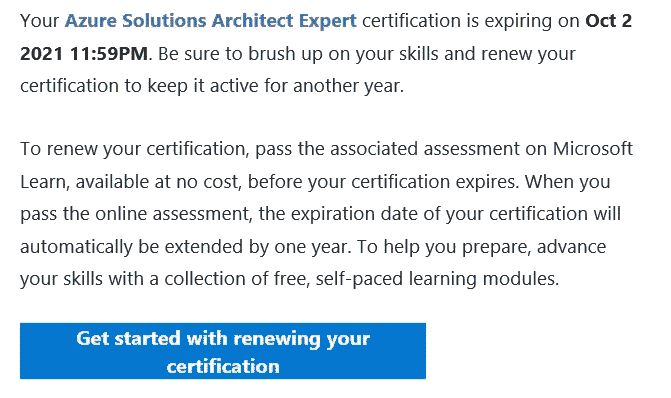 Your Azure Solutions Architect Expert certification is expiring on Oct 2
2021 11:59PM. Be sure to brush up on your skills and renew your
certification to keep it active for another year.
To renew your certification, pass the associated assessment on Microsoft
Learn, available at no cost, before your certification expires. When you
pass the online assessment, the expiration date of your certification will
automatically be extended by one year. To help you prepare, advance
your skills with a collection of free, self-paced learning modules.
Get started with renewing your
certification